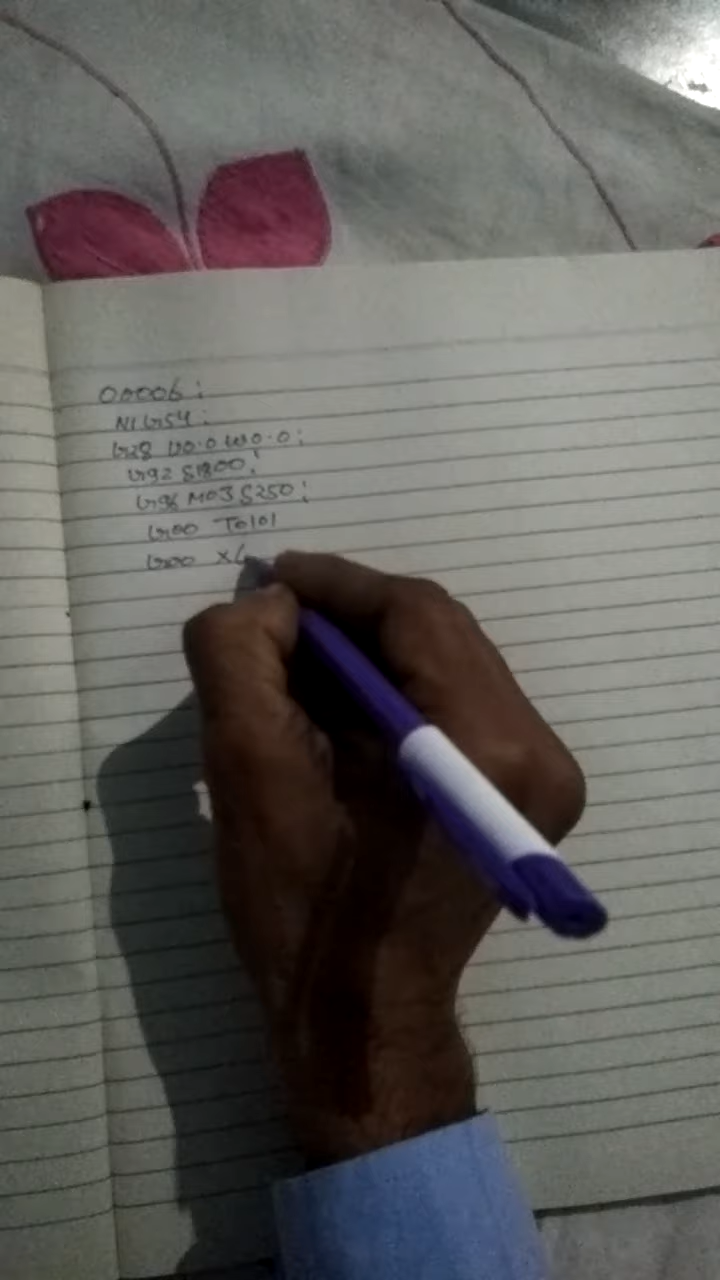 O0006;
N1 G54;
G28 U0.0 W0.0;
G92 S1800;
G96 M03 S250;
G00 T0101
G00 X